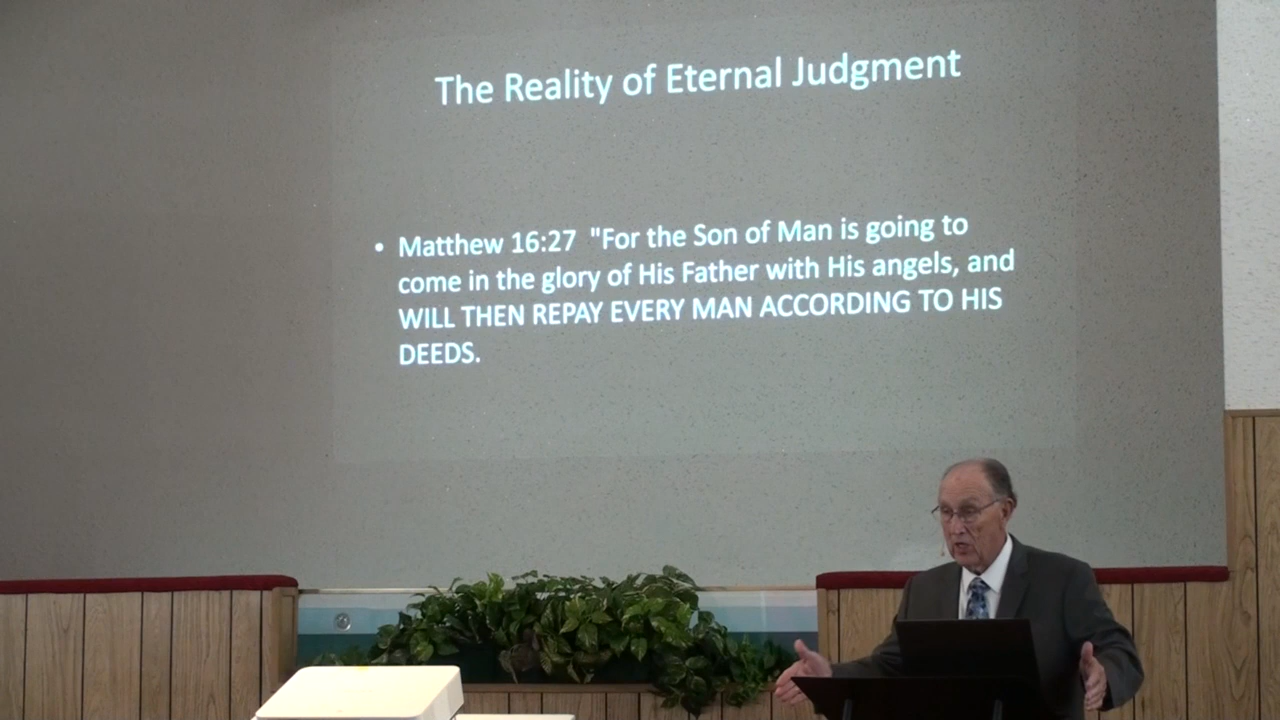 The Reality of Eternal Judgment
• Matthew 16:27 "For the Son of Man is going to
come in the glory of His Father with His angels, and
WILL THEN REPAY EVERY MAN ACCORDING TO HIS
DEEDS.